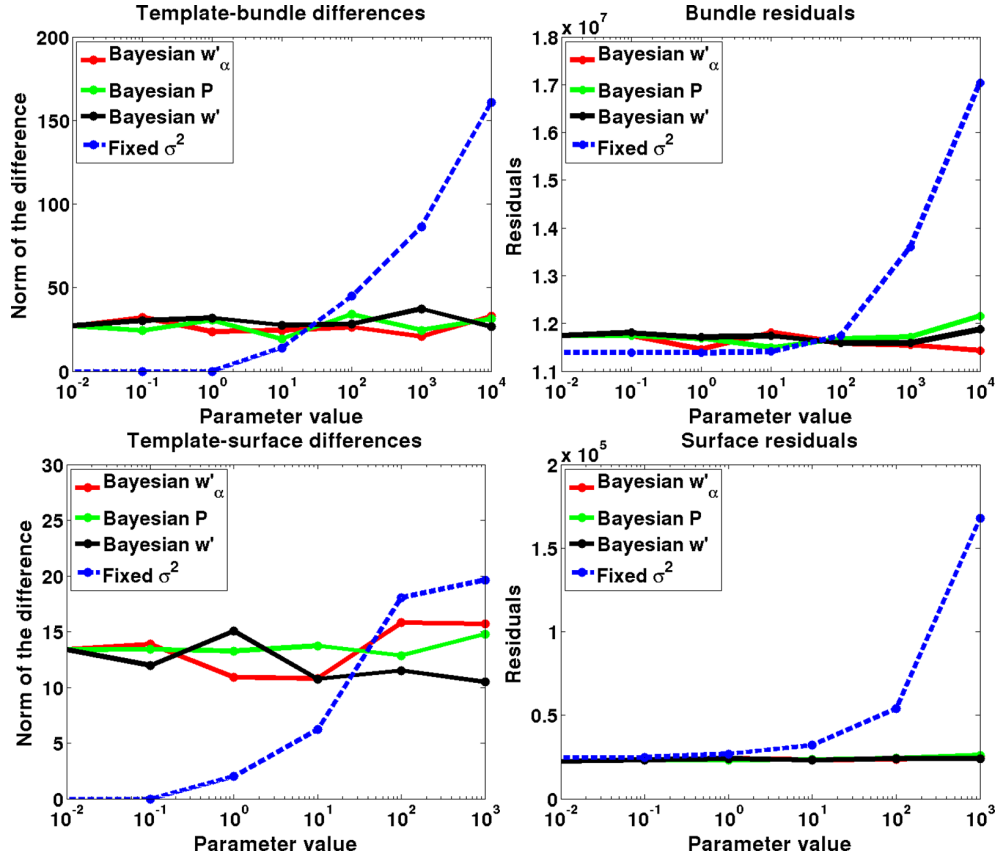 Template-bundle differences
Norm of the difference
200
150
100
50
0
Bayesian w'α
Bayesian P
Bayesian w'
Fixed σ²
10⁻² 10⁻¹ 10⁰ 10¹ 10² 10³ 10⁴
Parameter value
Bundle residuals
x 10⁷
Residuals
1.8
1.7
1.6
1.5
1.4
1.3
1.2
1.1
Bayesian w'α
Bayesian P
Bayesian w'
Fixed σ²
10⁻² 10⁻¹ 10⁰ 10¹ 10² 10³ 10⁴
Parameter value
Template-surface differences
Norm of the difference
30
25
20
15
10
5
0
Bayesian w'α
Bayesian P
Bayesian w'
Fixed σ²
10⁻² 10⁻¹ 10⁰ 10¹ 10² 10³
Parameter value
Surface residuals
x 10⁵
Residuals
2
1.5
1
0.5
0
Bayesian w'α
Bayesian P
Bayesian w'
Fixed σ²
10⁻² 10⁻¹ 10⁰ 10¹ 10² 10³
Parameter value